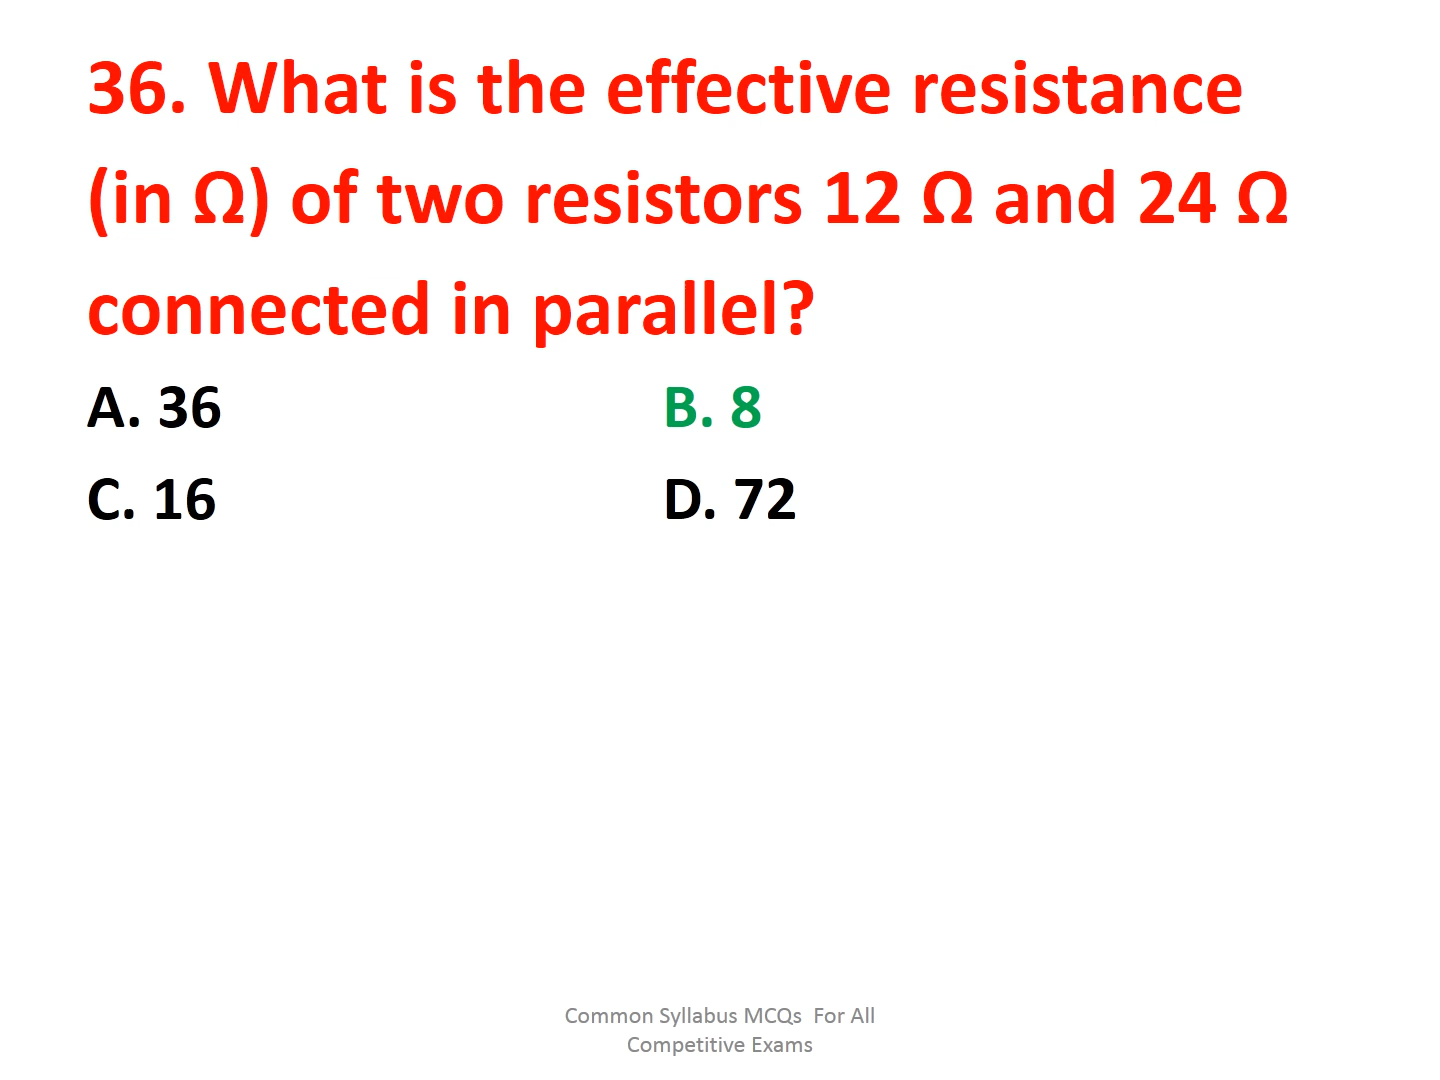 36. What is the effective resistance
(in Ω) of two resistors 12 Ω and 24 Ω
connected in parallel?
A. 36 B. 8
C. 16 D. 72
Common Syllabus MCQs For All
Competitive Exams